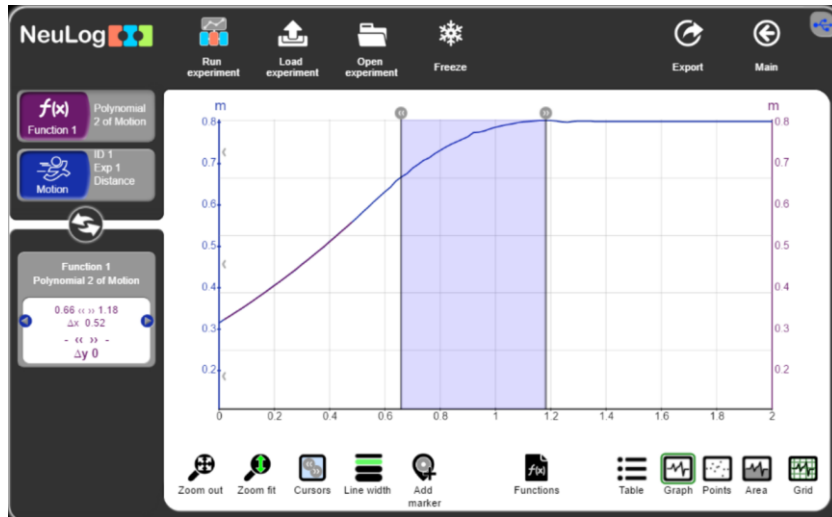 NeuLog
Run
experiment
Load
experiment
Open
experiment
Freeze
Export
Main
f(x)
Function 1
Polynomial
2 of Motion
Motion
ID 1
Exp 1
Distance
Function 1
Polynomial 2 of Motion
0.66 ‹‹ ›› 1.18
Δx 0.52
- ‹‹ ›› -
Δy 0
m
m
0.8
0.8
0.7
0.7
0.6
0.6
0.5
0.5
0.4
0.4
0.3
0.3
0.2
0.2
0 0.2 0.4 0.6 0.8 1 1.2 1.4 1.6 1.8 2
Zoom out
Zoom fit
Cursors
Line width
Add
marker
f(x)
Functions
Table
Graph
Points
Area
Grid